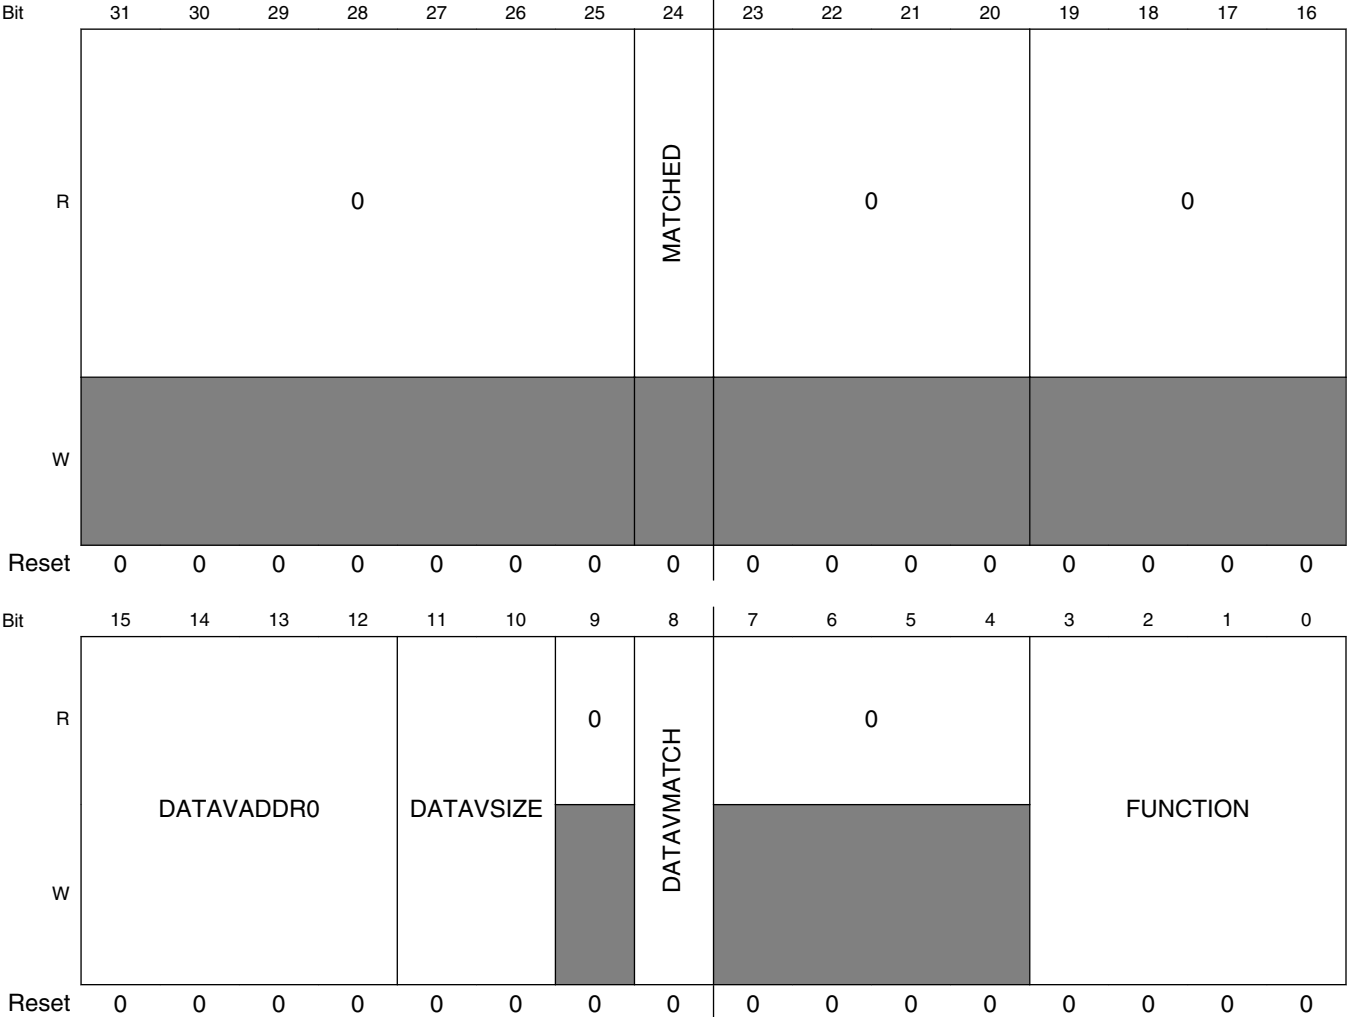 Bit 31 30 29 28 27 26 25 24 23 22 21 20 19 18 17 16
R 0 MATCHED 0 0
W
Reset 0 0 0 0 0 0 0 0 0 0 0 0 0 0 0 0
Bit 15 14 13 12 11 10 9 8 7 6 5 4 3 2 1 0
R 0 0
DATAVADDR0 DATAVSIZE DATAVMATCH FUNCTION
W
Reset 0 0 0 0 0 0 0 0 0 0 0 0 0 0 0 0